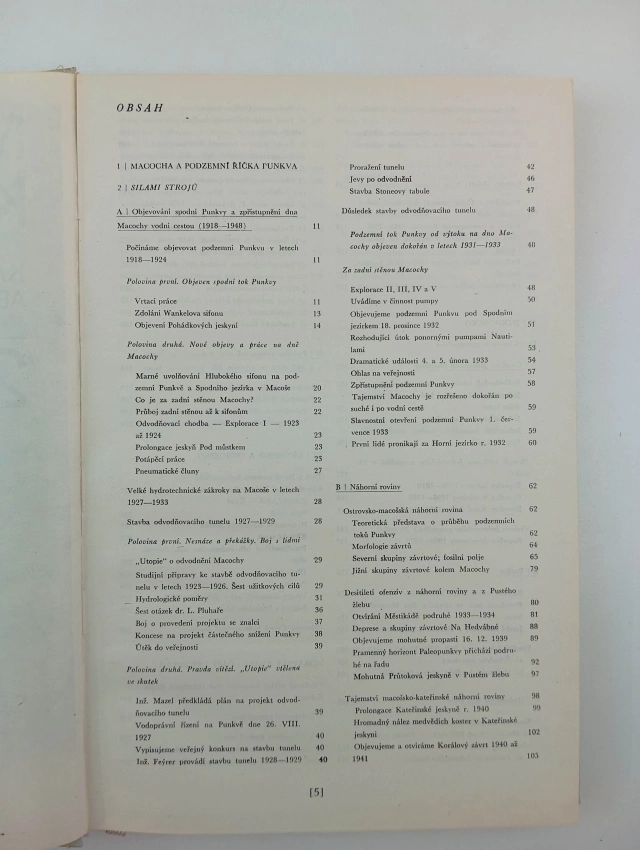 OBSAH
1 | MACOCHA A PODZEMNÍ ŘÍČKA PUNKVA
2 | SILAMI STROJŮ
A | Objevování spodní Punkvy a zpřístupnění dna
Macochy vodní cestou (1918—1948) 11
Počínáme objevovat podzemní Punkvu v letech
1918—1924 11
Polovina první. Objeven spodní tok Punkvy
Vrtací práce 11
Zdolání Wankelova sifonu 13
Objevení Pohádkových jeskyní 14
Polovina druhá. Nové objevy a práce na dně
Macochy
Marné uvolňování Hlubokého sifonu na pod-
zemní Punkvě a Spodního jezírka v Macoše 20
Co je za zadní stěnou Macochy? 22
Průboj zadní stěnou až k sifonům 22
Odvodňovací chodba — Explorace I — 1923
až 1924 23
Prolongace jeskyň Pod můstkem 23
Potápěcí práce 23
Pneumatické čluny 27
Velké hydrotechnické zákroky na Macoše v letech
1927—1933 28
Stavba odvodňovacího tunelu 1927—1929 28
Polovina první. Nesnáze a překážky. Boj s lidmi
„Utopie“ o odvodnění Macochy 29
Studijní přípravy ke stavbě odvodňovacího tu-
nelu v letech 1923—1926. Šest užitkových cílů 29
Hydrologické poměry 31
Šest otázek dr. L. Pluhaře 36
Boj o provedení projektu se značí 37
Koncese na projekt částečného snížení Punkvy 38
Útěk do veřejnosti 39
Polovina druhá. Pravda vítězí. „Utopie“ vtělena
ve skutek
Inž. Mazel předkládá plán na projekt odvod-
ňovacího tunelu 39
Vodoprávní řízení na Punkvě dne 26. VIII.
1927 40
Vypisujeme veřejný konkurs na stavbu tunelu 40
Inž. Feýrer provádí stavbu tunelu 1928—1929 40
Proražení tunelu 42
Jevy po odvodnění 46
Stavba Stoneovy tabule 47
Důsledek stavby odvodňovacího tunelu 48
Podzemní tok Punkvy od výtoku na dno Ma-
cochy objeven dokořán v letech 1931—1933 48
Za zadní stěnou Macochy
Explorace II, III, IV a V 48
Uvádíme v činnost pumpy 50
Objevujeme podzemní Punkvu pod Spodním
jezírkem 18. prosince 1932 51
Rozhodující útok ponornými pumpami Nauti-
lami 53
Dramatické události 4. a 5. února 1933 54
Ohlas na veřejnosti 57
Zpřístupnění podzemní Punkvy 58
Tajemství Macochy je rozřešeno dokořán po
suché i po vodní cestě 59
Slavnostní otevření podzemní Punkvy 1. čer-
vence 1933 59
První lidé pronikají za Horní jezírko r. 1932 60
B | Náhorní roviny 62
Ostrovsko-macošská náhorní rovina 62
Teoretická představa o průběhu podzemních
toků Punkvy 62
Morfologie závrtů 64
Severní skupiny závrtové; fosilní polje 65
Jižní skupiny závrtové kolem Macochy 79
Desítiletí ofenzív z náhorní roviny a z Pustého
žlebu 80
Otvírání Městikádě podruhé 1933—1934 81
Deprese a skupiny závrtové Na Hedvábné 88
Objevujeme mohutné propasti 16. 12. 1939 89
Pramenný horizont Paleopunkvy přichází podru-
hé na řadu 92
Mohutná Průtoková jeskyně v Pustém žlebu 97
Tajemství macošsko-kateřinské náhorní roviny 98
Prolongace Kateřinské jeskyně r. 1940 99
Hromadný nález medvědích koster v Kateřinské
jeskyni 102
Objevujeme a otvíráme Korálový závrt 1940 až
1941 103
[5]